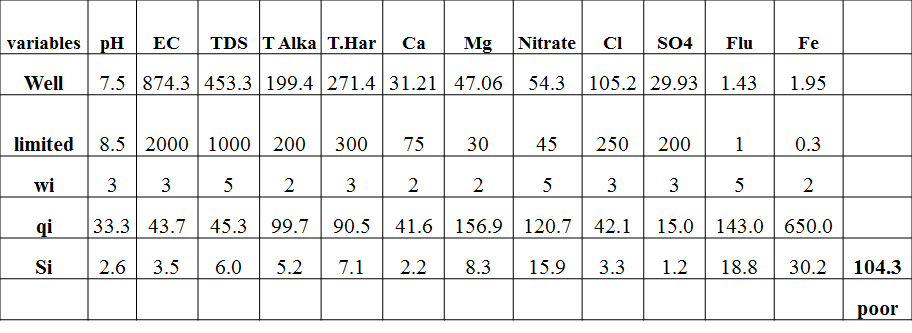 variables pH EC TDS T Alka T.Har Ca Mg Nitrate Cl SO4 Flu Fe
Well 7.5 874.3 453.3 199.4 271.4 31.21 47.06 54.3 105.2 29.93 1.43 1.95
limited 8.5 2000 1000 200 300 75 30 45 250 200 1 0.3
wi 3 3 5 2 3 2 2 5 3 3 5 2
qi 33.3 43.7 45.3 99.7 90.5 41.6 156.9 120.7 42.1 15.0 143.0 650.0
Si 2.6 3.5 6.0 5.2 7.1 2.2 8.3 15.9 3.3 1.2 18.8 30.2 104.3
poor